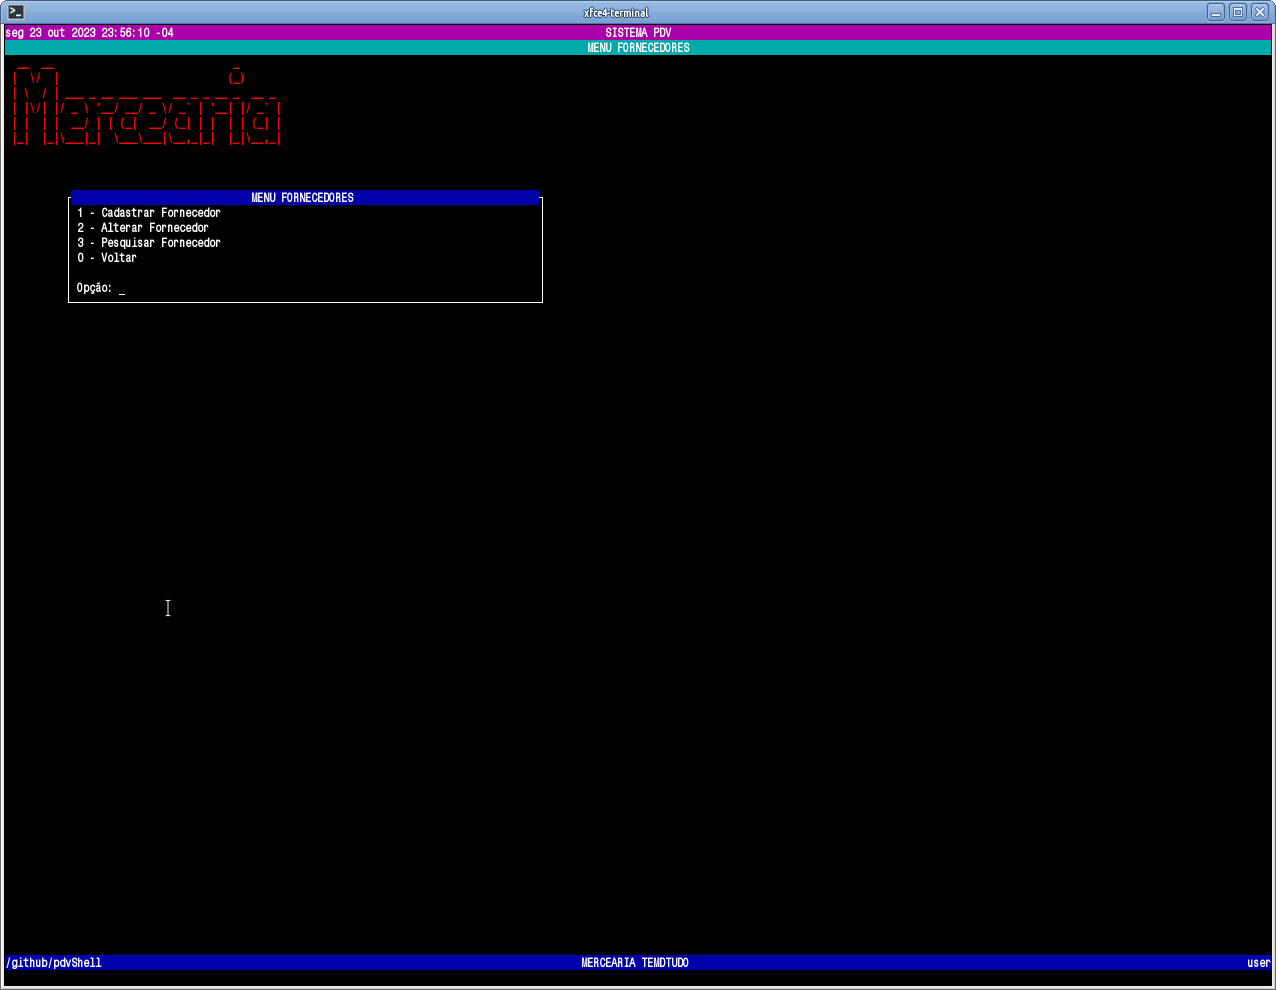 xfce4-terminal
seg 23 out 2023 23:56:10 -04
SISTEMA PDV
MENU FORNECEDORES
Mercearia
MENU FORNECEDORES
1 - Cadastrar Fornecedor
2 - Alterar Fornecedor
3 - Pesquisar Fornecedor
0 - Voltar
Opção: _
/github/pdvShell
MERCEARIA TEMDTUDO
user